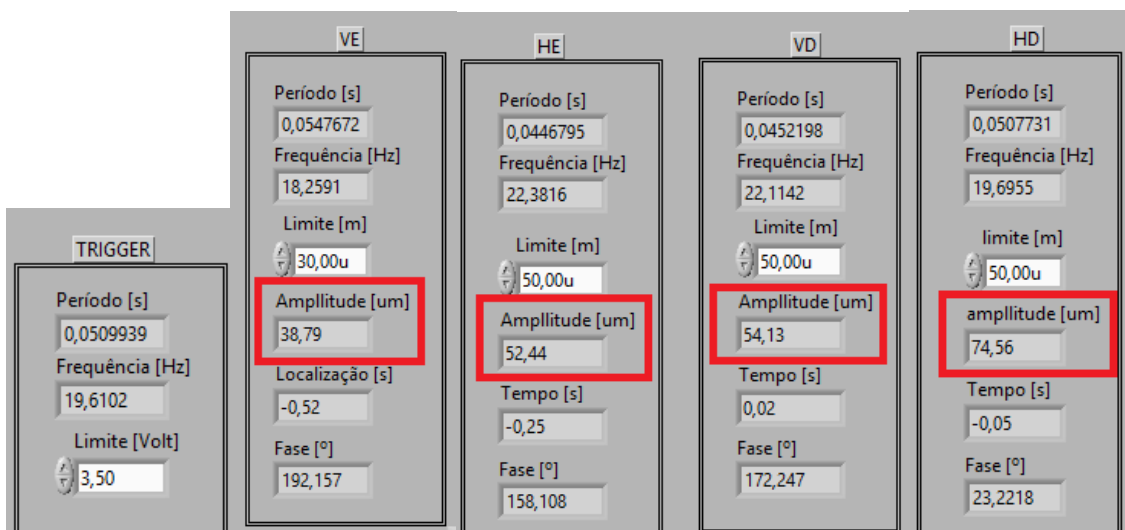 TRIGGER
Período [s]
0,0509939
Frequência [Hz]
19,6102
Limite [Volt]
3,50
VE
Período [s]
0,0547672
Frequência [Hz]
18,2591
Limite [m]
30,00u
Ampllitude [um]
38,79
Localização [s]
-0,52
Fase [º]
192,157
HE
Período [s]
0,0446795
Frequência [Hz]
22,3816
Limite [m]
50,00u
Ampllitude [um]
52,44
Tempo [s]
-0,25
Fase [º]
158,108
VD
Período [s]
0,0452198
Frequência [Hz]
22,1142
Limite [m]
50,00u
Ampllitude [um]
54,13
Tempo [s]
0,02
Fase [º]
172,247
HD
Período [s]
0,0507731
Frequência [Hz]
19,6955
limite [m]
50,00u
ampllitude [um]
74,56
Tempo [s]
-0,05
Fase [º]
23,2218